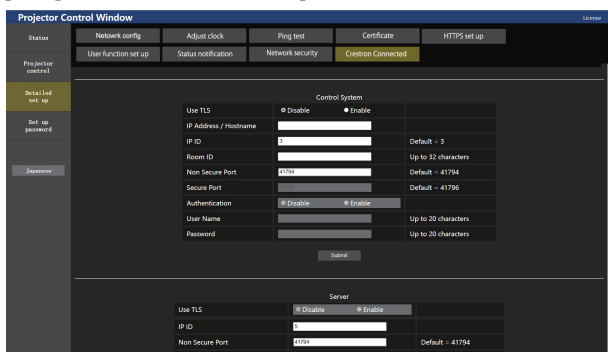 Projector Control Window
License
Status
Netowrk config
Adjust clock
Ping test
Certificate
HTTPS set up
User function set up
Status notification
Network security
Crestron Connected
Projector
control
Detailed
set up
Set up
password
Japanese
Control System
Use TLS
Disable
Enable
IP Address / Hostname
IP ID
3
Default = 3
Room ID
Up to 32 characters
Non Secure Port
41794
Default = 41794
Secure Port
Default = 41796
Authentication
Disable
Enable
User Name
Up to 20 characters
Password
Up to 20 characters
Submit
Server
Use TLS
Disable
Enable
IP ID
5
Non Secure Port
41794
Default = 41794